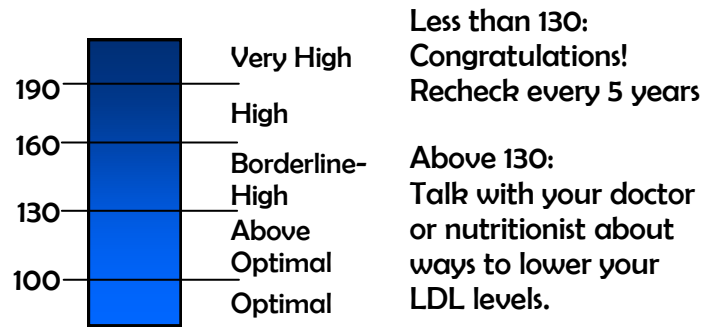 Very High
190
High
160
Borderline-
High
130
Above
Optimal
100
Optimal
Less than 130:
Congratulations!
Recheck every 5 years
Above 130:
Talk with your doctor
or nutritionist about
ways to lower your
LDL levels.